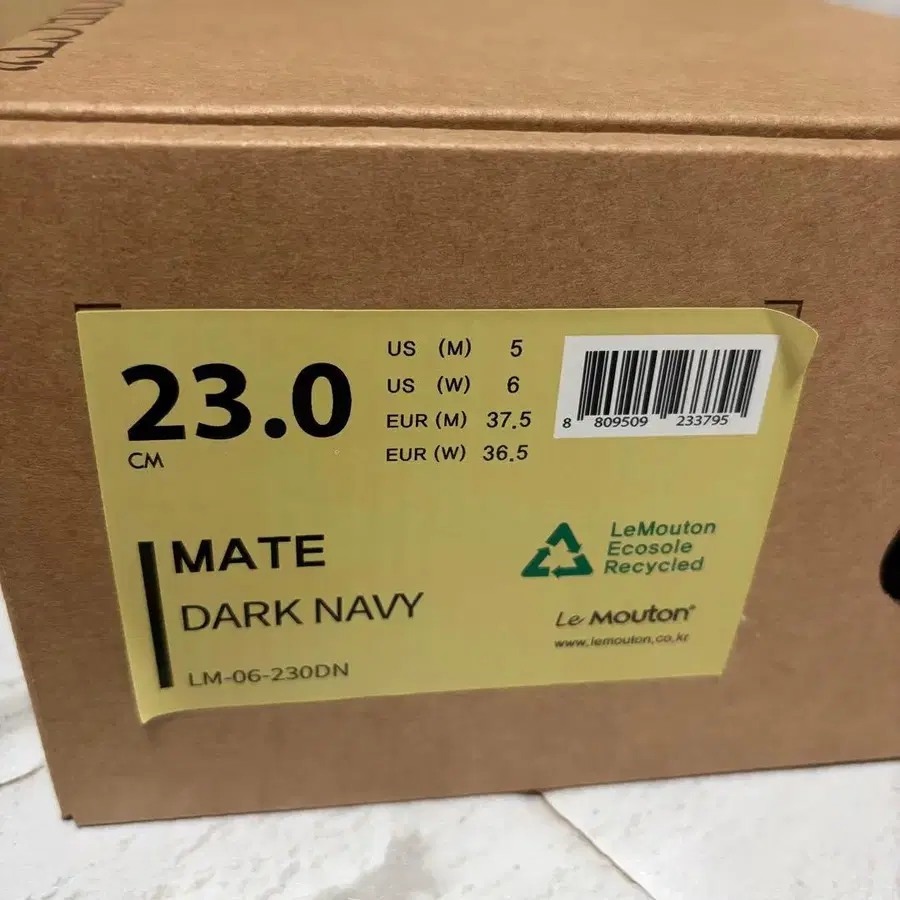 23.0
CM
US (M) 5
US (W) 6
EUR (M) 37.5
EUR (W) 36.5
8 809509 233795
MATE
DARK NAVY
LM-06-230DN
LeMouton
Ecosole
Recycled
Le MOUTON®
www.lemouton.co.kr